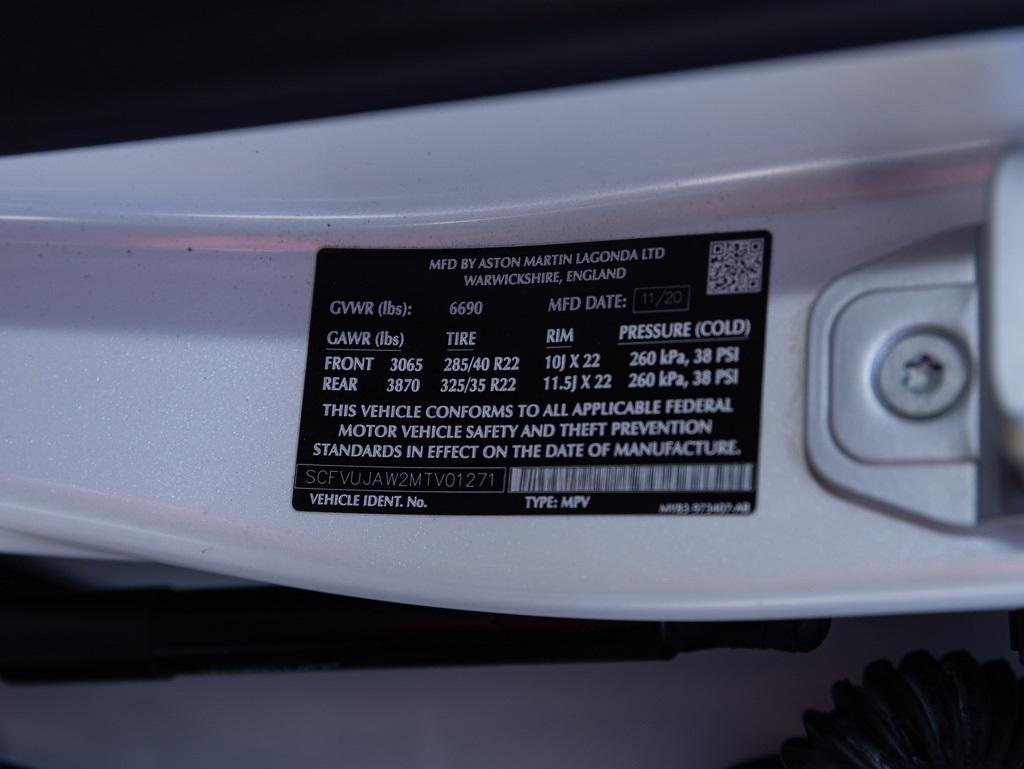 MFD BY ASTON MARTIN LAGONDA LTD
WARWICKSHIRE, ENGLAND
GVWR (lbs): 6690 MFD DATE: 11/20
GAWR (lbs) TIRE RIM PRESSURE (COLD)
FRONT 3065 285/40 R22 10J X 22 260 kPa, 38 PSI
REAR 3870 325/35 R22 11.5J X 22 260 kPa, 38 PSI
THIS VEHICLE CONFORMS TO ALL APPLICABLE FEDERAL
MOTOR VEHICLE SAFETY AND THEFT PREVENTION
STANDARDS IN EFFECT ON THE DATE OF MANUFACTURE.
SCFVUJAW2MTV01271
VEHICLE IDENT. No. TYPE: MPV